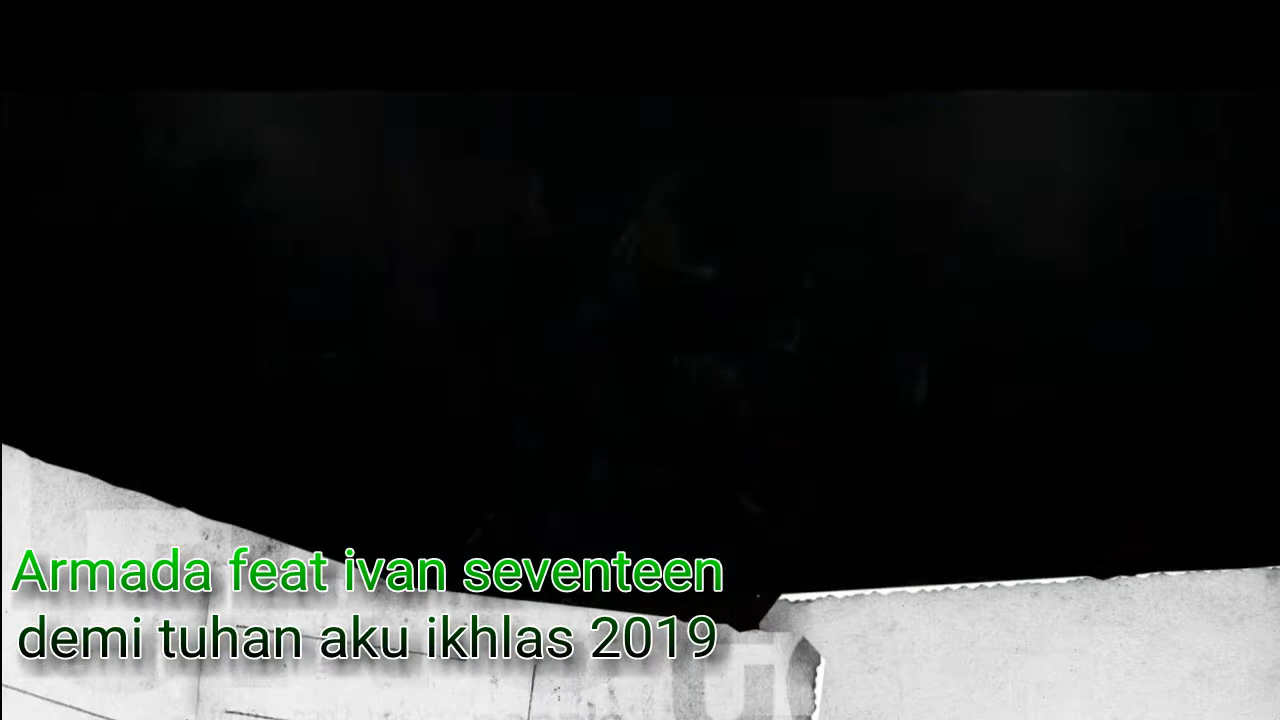 Armada feat ivan seventeen
demi tuhan aku ikhlas 2019